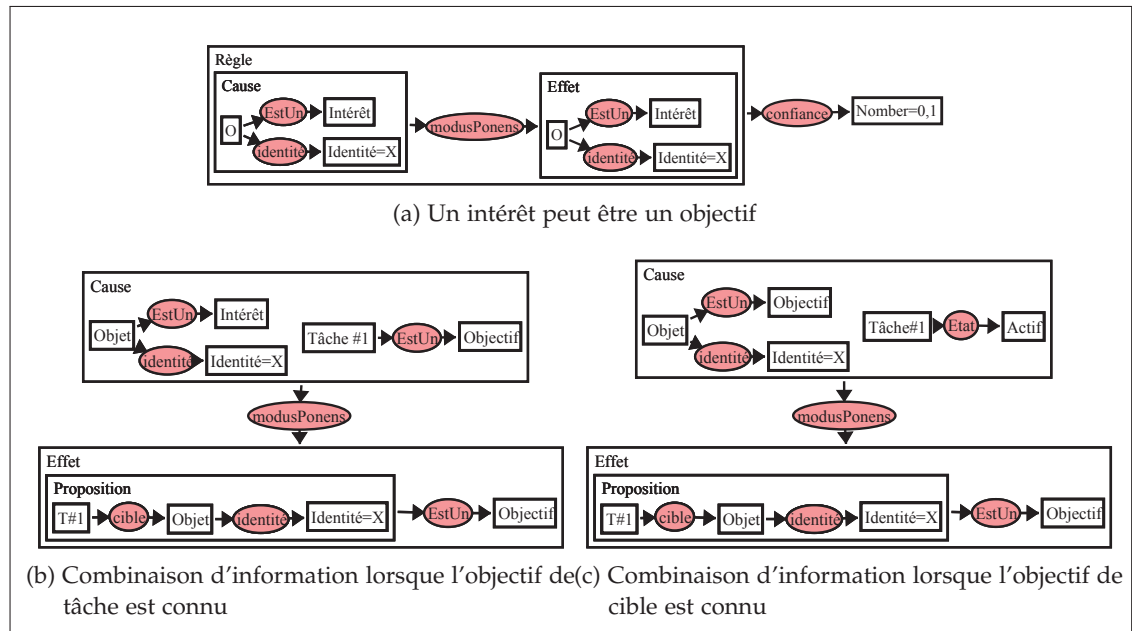 Règle
Cause
Effet
EstUn Intérêt
EstUn Intérêt
confiance Nomber=0,1
O
modusPonens
O
identité Identité=X
identité Identité=X
(a) Un intérêt peut être un objectif
Cause
EstUn Intérêt
Objet
Tâche #1 EstUn Objectif
identité Identité=X
modusPonens
Effet
Proposition
T#1 cible Objet identité Identité=X EstUn Objectif
(b) Combinaison d'information lorsque l'objectif de
tâche est connu
Cause
EstUn Objectif
Objet
Tâche#1 Etat Actif
identité Identité=X
modusPonens
Effet
Proposition
T#1 cible Objet identité Identité=X EstUn Objectif
(c) Combinaison d'information lorsque l'objectif de
cible est connu